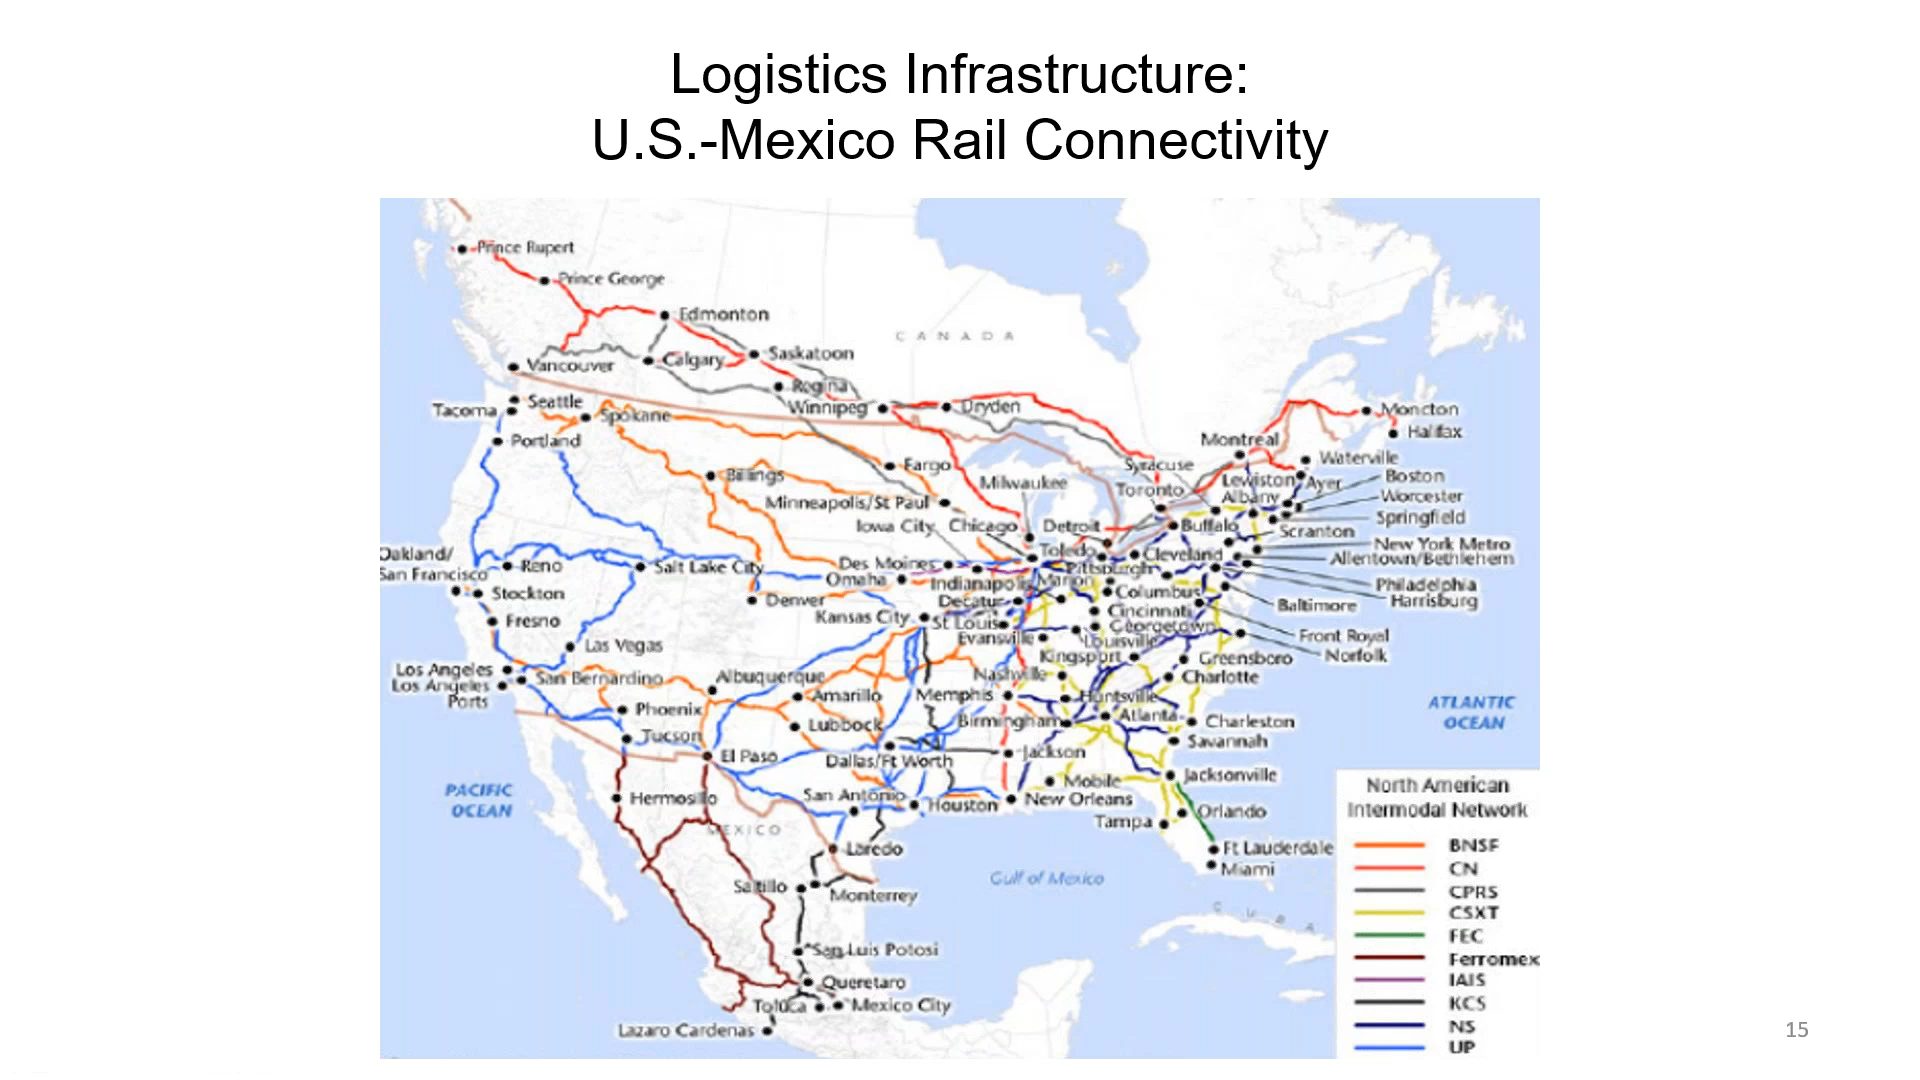 Logistics Infrastructure:
U.S.-Mexico Rail Connectivity
Prince Rupert
Prince George
Edmonton
CANADA
Saskatoon
Calgary
Vancouver
Regina
Winnipeg
Dryden
Seattle
Tacoma
Spokane
Portland
Moncton
Halifax
Montreal
Waterville
Fargo
Syracuse
Billings
Milwaukee
Toronto
Lewiston
Ayer
Boston
Albany
Worcester
Minneapolis/St Paul
Iowa City
Chicago
Detroit
Buffalo
Springfield
Scranton
New York Metro
Allentown/Bethlehem
Oakland/
San Francisco
Reno
Salt Lake City
Des Moines
Toledo
Cleveland
Omaha
Indianapolis
Marion
Pittsburgh
Philadelphia
Harrisburg
Stockton
Denver
Decatur
Columbus
Baltimore
Fresno
Kansas City
St Louis
Cincinnati
Georgetown
Evansville
Louisville
Front Royal
Norfolk
Las Vegas
Kingsport
Greensboro
Los Angeles
San Bernardino
Los Angeles
Ports
Albuquerque
Amarillo
Nashville
Charlotte
Memphis
Huntsville
Phoenix
Lubbock
Birmingham
Atlanta
Charleston
ATLANTIC
OCEAN
Tucson
Savannah
El Paso
Dallas/Ft Worth
Jackson
Jacksonville
Mobile
PACIFIC
OCEAN
Hermosillo
San Antonio
Houston
New Orleans
Orlando
Tampa
MEXICO
Laredo
Ft Lauderdale
Miami
Gulf of Mexico
Saltillo
Monterrey
CUBA
San Luis Potosi
Queretaro
Toluca
Mexico City
Lazaro Cardenas
North American
Intermodal Network
BNSF
CN
CPRS
CSXT
FEC
Ferromex
IAIS
KCS
NS
UP
15